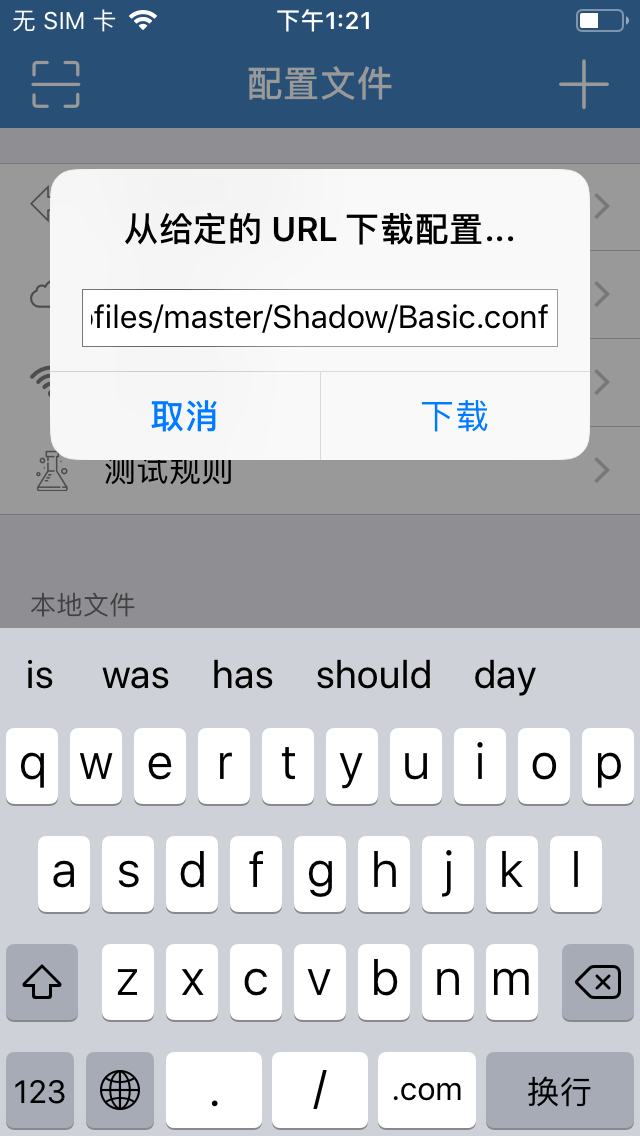 无 SIM 卡 下午1:21
配置文件
从给定的 URL 下载配置...
files/master/Shadow/Basic.conf
取消 下载
测试规则
本地文件
is was has should day
q w e r t y u i o p
a s d f g h j k l
z x c v b n m
123 . / .com 换行